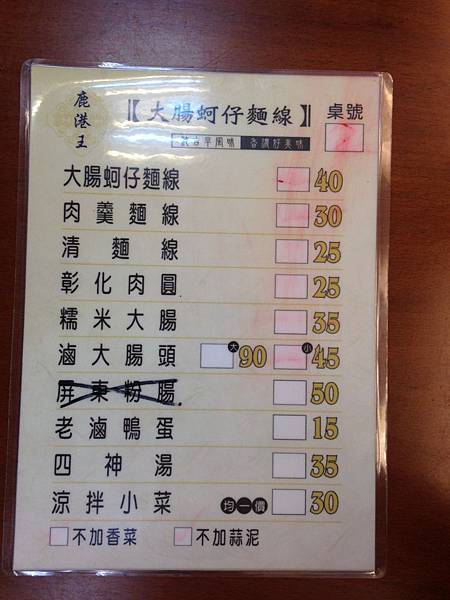 鹿港王
【大腸蚵仔麵線】
桌號
古早風味 香濃好美味
大腸蚵仔麵線 40
肉羹麵線 30
清麵線 25
彰化肉圓 25
糯米大腸 35
滷大腸頭 大 90 小 45
屏東粉腸 50
老滷鴨蛋 15
四神湯 35
涼拌小菜 均一價 30
不加香菜 不加蒜泥